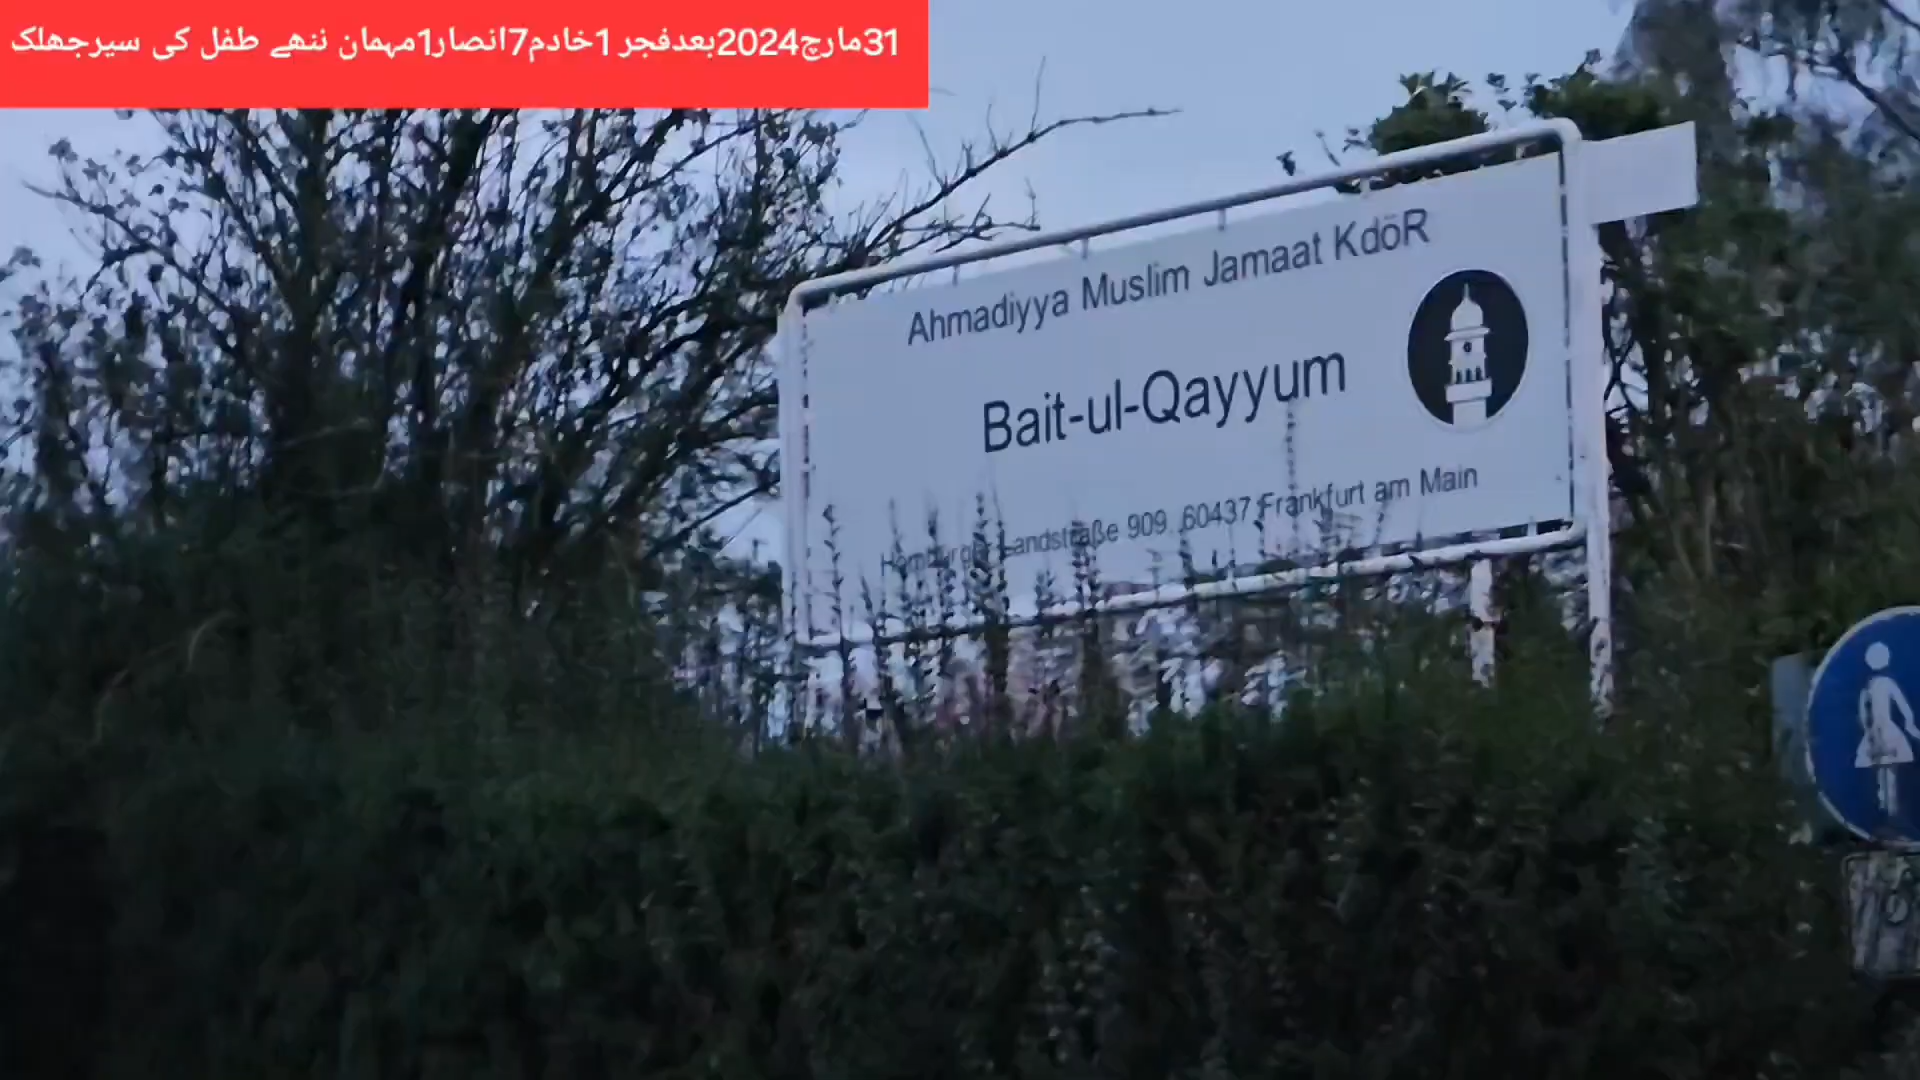 31مارچ2024بعدفجر 1خادم7انصار1مہمان ننھے طفل کی سیرجھلک
Ahmadiyya Muslim Jamaat KdöR
Bait-ul-Qayyum
Homburger Landstraße 909, 60437 Frankfurt am Main